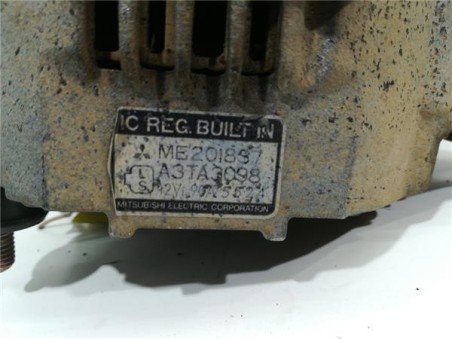 IC REG. BUILT IN
ME201897
A3TA3098
MITSUBISHI ELECTRIC CORPORATION